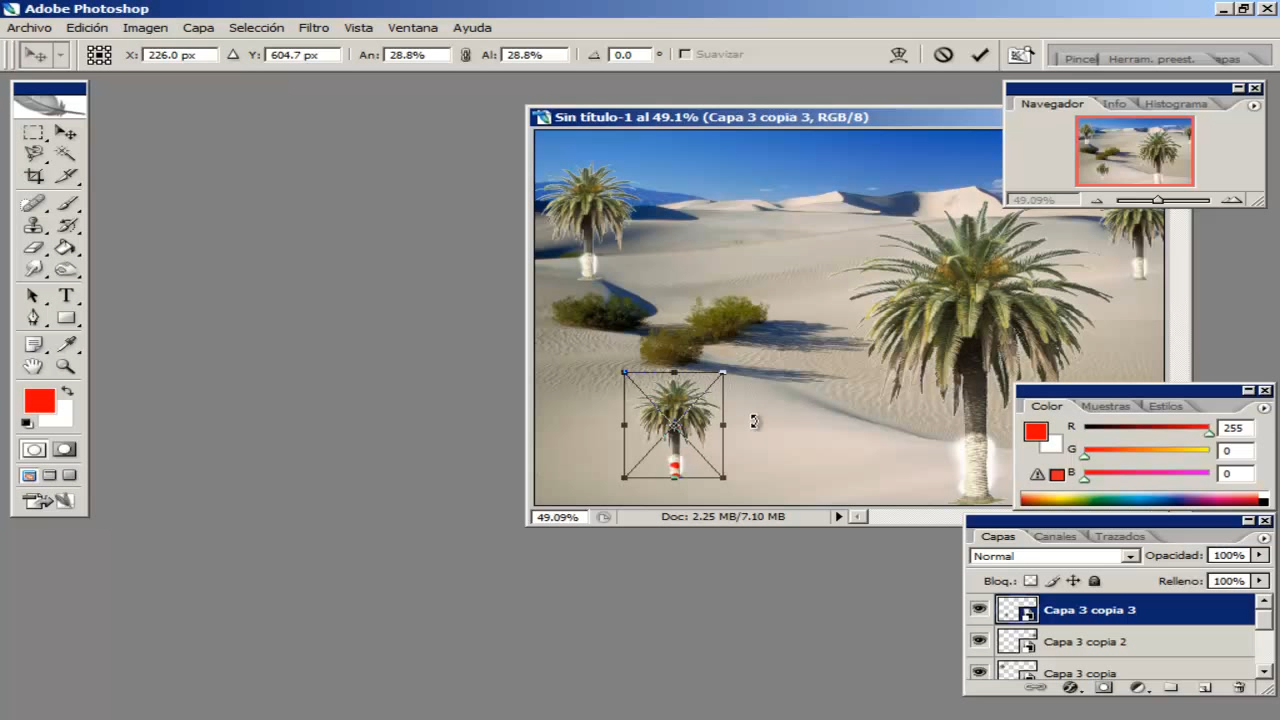 Adobe Photoshop
Archivo Edición Imagen Capa Selección Filtro Vista Ventana Ayuda
X: 226.0 px Y: 604.7 px An: 28.8% Al: 28.8% 0.0 ° Suavizar Pincel Herram. preest. apas
Navegador Info Histograma
49.09%
Sin título-1 al 49.1% (Capa 3 copia 3, RGB/8)
T
Color Muestras Estilos
R 255
G 0
B 0
49.09% Doc: 2.25 MB/7.10 MB
Capas Canales Trazados
Normal Opacidad: 100%
Bloq.: Relleno: 100%
Capa 3 copia 3
Capa 3 copia 2
Capa 3 copia